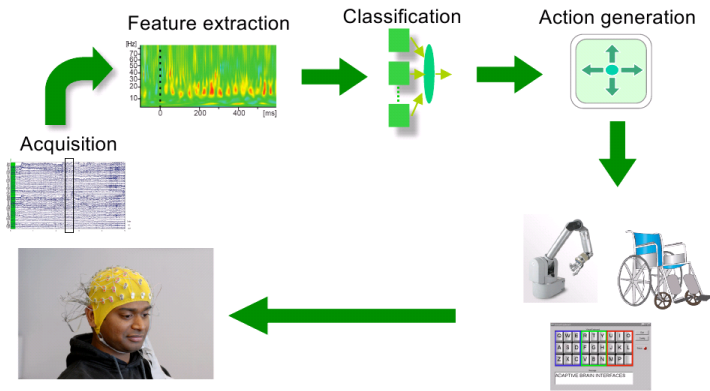 Feature extraction
Classification
Action generation
[Hz]
70
60
50
40
30
20
10
0
200
400
[ms]
Acquisition
Q W E R T Y U I O
A S D F G H J K L
Z X C V B N M P
ADAPTIVE BRAIN INTERFACES